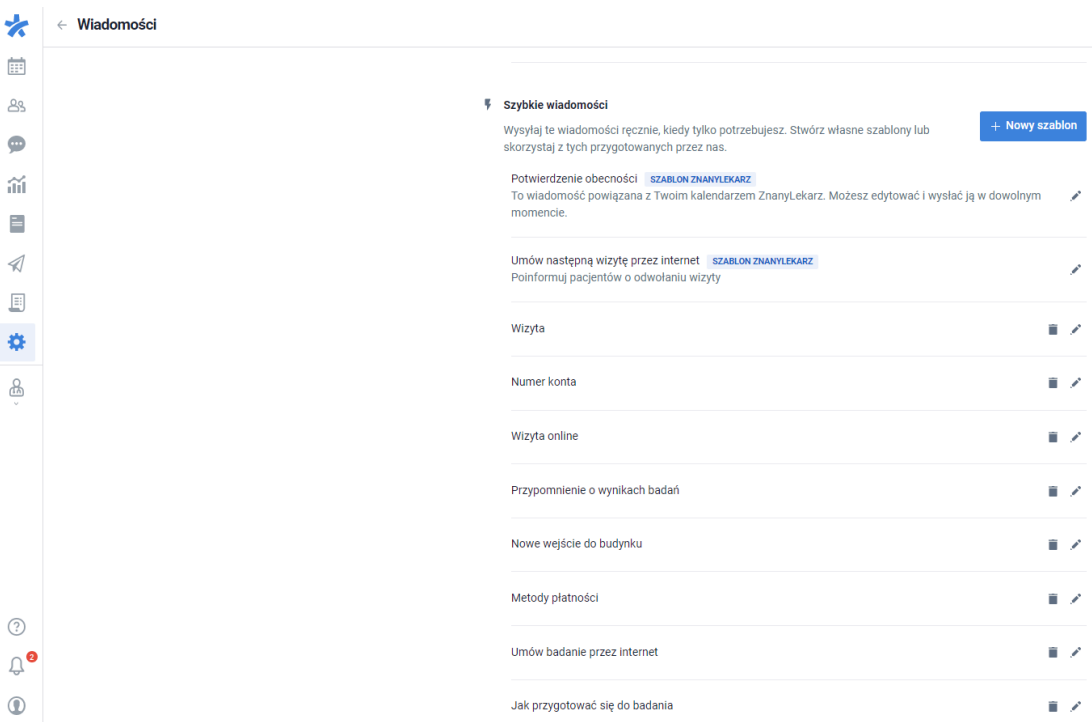 Wiadomości
Szybkie wiadomości
Wysyłaj te wiadomości ręcznie, kiedy tylko potrzebujesz. Stwórz własne szablony lub
skorzystaj z tych przygotowanych przez nas.
+ Nowy szablon
Potwierdzenie obecności SZABLON ZNANYLEKARZ
To wiadomość powiązana z Twoim kalendarzem ZnanyLekarz. Możesz edytować i wysłać ją w dowolnym
momencie.
Umów następną wizytę przez internet SZABLON ZNANYLEKARZ
Poinformuj pacjentów o odwołaniu wizyty
Wizyta
Numer konta
Wizyta online
Przypomnienie o wynikach badań
Nowe wejście do budynku
Metody płatności
Umów badanie przez internet
2
Jak przygotować się do badania